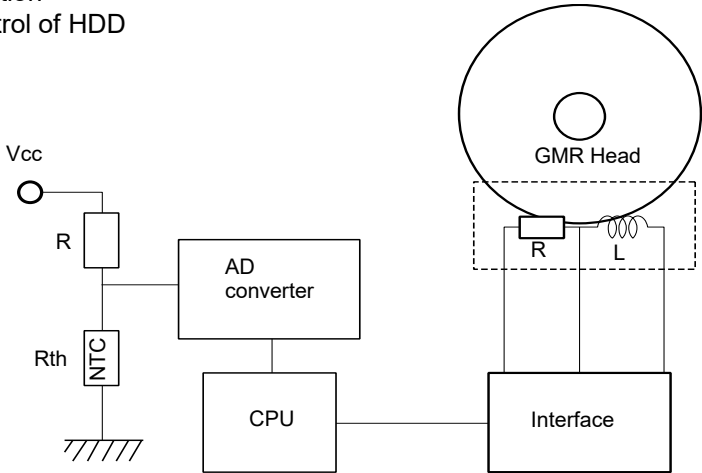 trol of HDD
Vcc
R
Rth
NTC
AD
converter
CPU
GMR Head
R
L
Interface